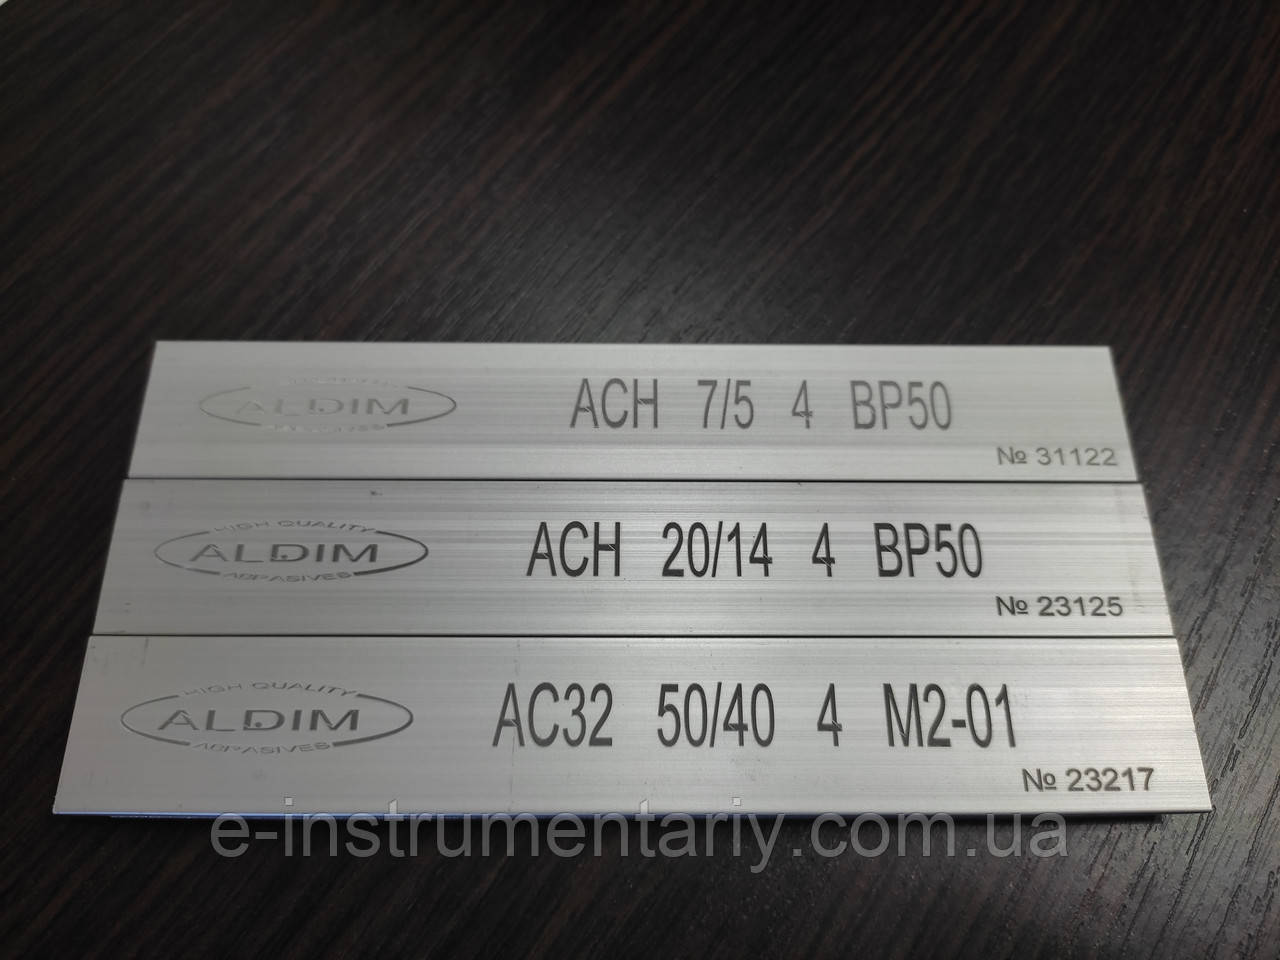 ALDIM
АСН 7/5 4 ВР50
№ 31122
HIGH QUALITY
ALDIM
ABRASIVES
АСН 20/14 4 ВР50
№ 23125
HIGH QUALITY
ALDIM
ABRASIVES
АС32 50/40 4 М2-01
№ 23217
e-instrumentariy.com.ua